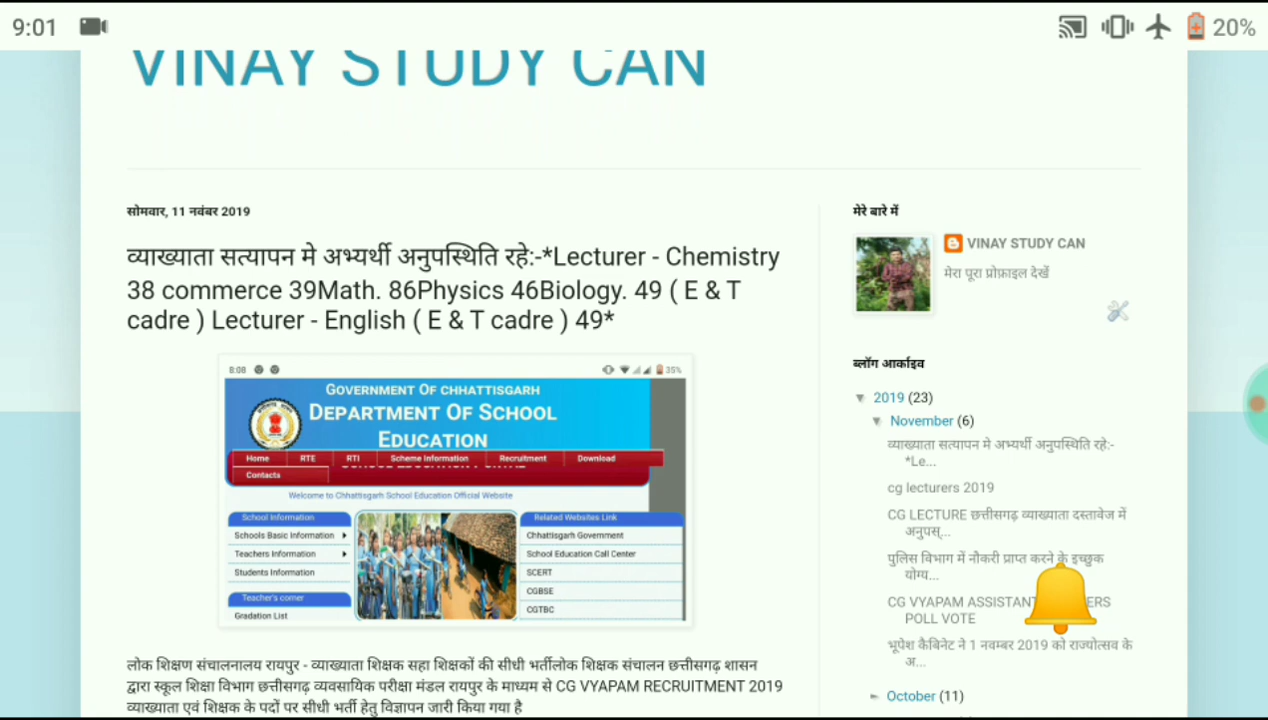 9:01
20%
VINAY STUDY CAN
सोमवार, 11 नवंबर 2019
व्याख्याता सत्यापन मे अभ्यर्थी अनुपस्थिति रहे:-*Lecturer - Chemistry
38 commerce 39Math. 86Physics 46Biology. 49 ( E & T
cadre ) Lecturer - English ( E & T cadre ) 49*
8:08
35%
GOVERNMENT OF CHHATTISGARH
DEPARTMENT OF SCHOOL
EDUCATION
Home RTE RTI Scheme Information Recruitment Download
Contacts
Welcome to Chhattisgarh School Education Official Website
School Information
Schools Basic Information
Teachers Information
Students Information
Teacher's corner
Gradation List
Related Websites Link
Chhattisgarh Government
School Education Call Center
SCERT
CGBSE
CGTBC
लोक शिक्षण संचालनालय रायपुर - व्याख्याता शिक्षक सहा शिक्षकों की सीधी भर्तीलोक शिक्षक संचालन छत्तीसगढ़ शासन
द्वारा स्कूल शिक्षा विभाग छत्तीसगढ़ व्यवसायिक परीक्षा मंडल रायपुर के माध्यम से CG VYAPAM RECRUITMENT 2019
व्याख्याता एवं शिक्षक के पदों पर सीधी भर्ती हेतु विज्ञापन जारी किया गया है
मेरे बारे में
VINAY STUDY CAN
मेरा पूरा प्रोफ़ाइल देखें
ब्लॉग आर्काइव
2019 (23)
November (6)
व्याख्याता सत्यापन मे अभ्यर्थी अनुपस्थिति रहे:-
*Le...
cg lecturers 2019
CG LECTURE छत्तीसगढ़ व्याख्याता दस्तावेज में
अनुपस्...
पुलिस विभाग में नौकरी प्राप्त करने के इच्छुक
योग्य...
CG VYAPAM ASSISTANT ERS
POLL VOTE
भूपेश कैबिनेट ने 1 नवम्बर 2019 को राज्योत्सव के
अ...
October (11)